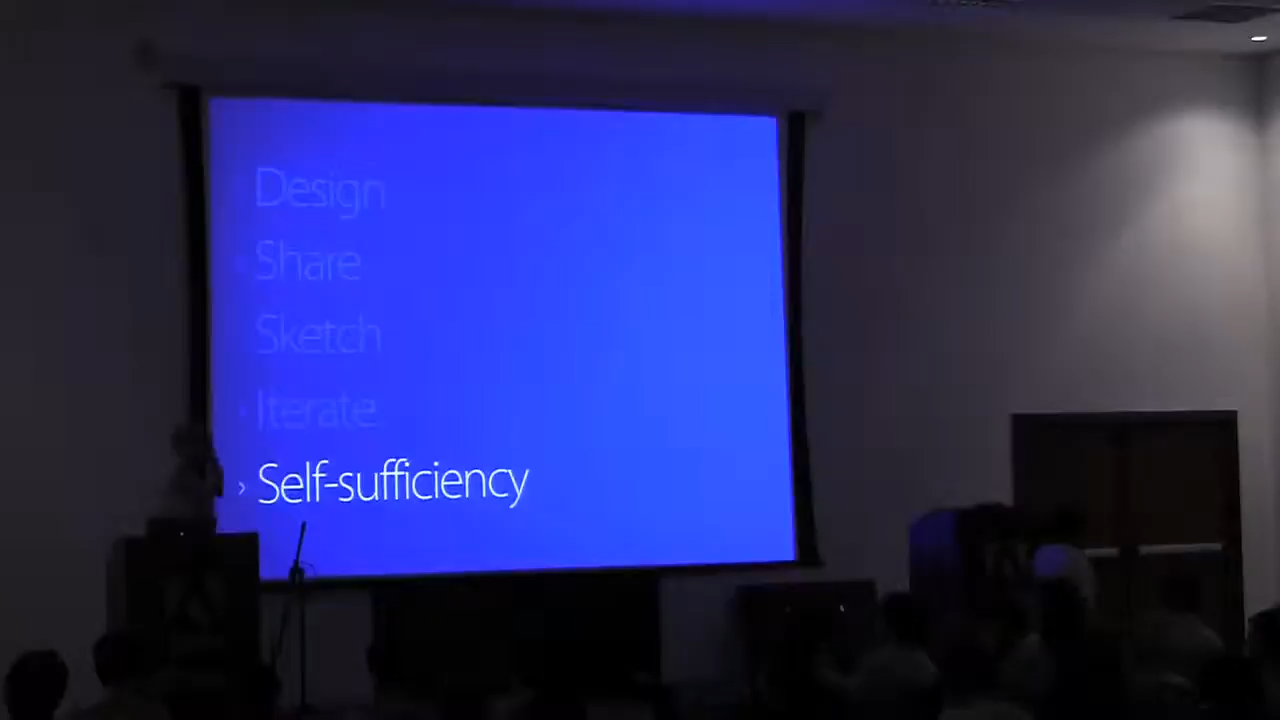 Design
Share
Sketch
Iterate
› Self-sufficiency